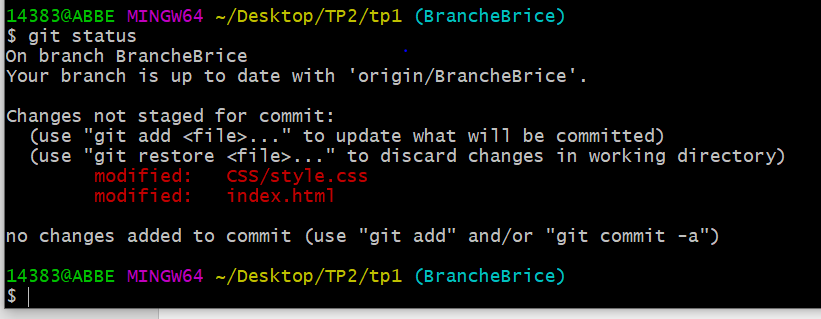 14383@ABBE MINGW64 ~/Desktop/TP2/tp1 (BrancheBrice)
$ git status
On branch BrancheBrice
Your branch is up to date with 'origin/BrancheBrice'.
Changes not staged for commit:
(use "git add <file>..." to update what will be committed)
(use "git restore <file>..." to discard changes in working directory)
modified: CSS/style.css
modified: index.html
no changes added to commit (use "git add" and/or "git commit -a")
14383@ABBE MINGW64 ~/Desktop/TP2/tp1 (BrancheBrice)
$